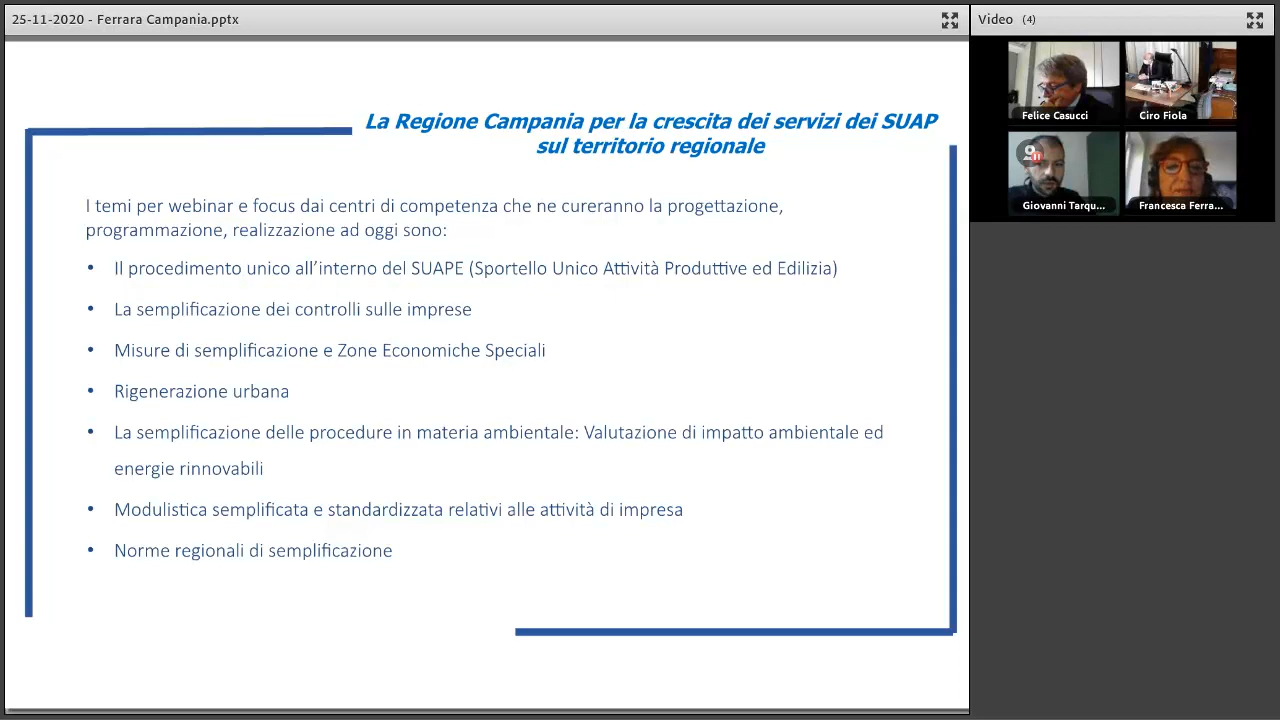 25-11-2020 - Ferrara Campania.pptx
Video (4)
La Regione Campania per la crescita dei servizi dei SUAP
sul territorio regionale
I temi per webinar e focus dai centri di competenza che ne cureranno la progettazione,
programmazione, realizzazione ad oggi sono:
• Il procedimento unico all’interno del SUAPE (Sportello Unico Attività Produttive ed Edilizia)
• La semplificazione dei controlli sulle imprese
• Misure di semplificazione e Zone Economiche Speciali
• Rigenerazione urbana
• La semplificazione delle procedure in materia ambientale: Valutazione di impatto ambientale ed
energie rinnovabili
• Modulistica semplificata e standardizzata relativi alle attività di impresa
• Norme regionali di semplificazione
Felice Casucci
Ciro Fiola
Giovanni Tarqu...
Francesca Ferra...